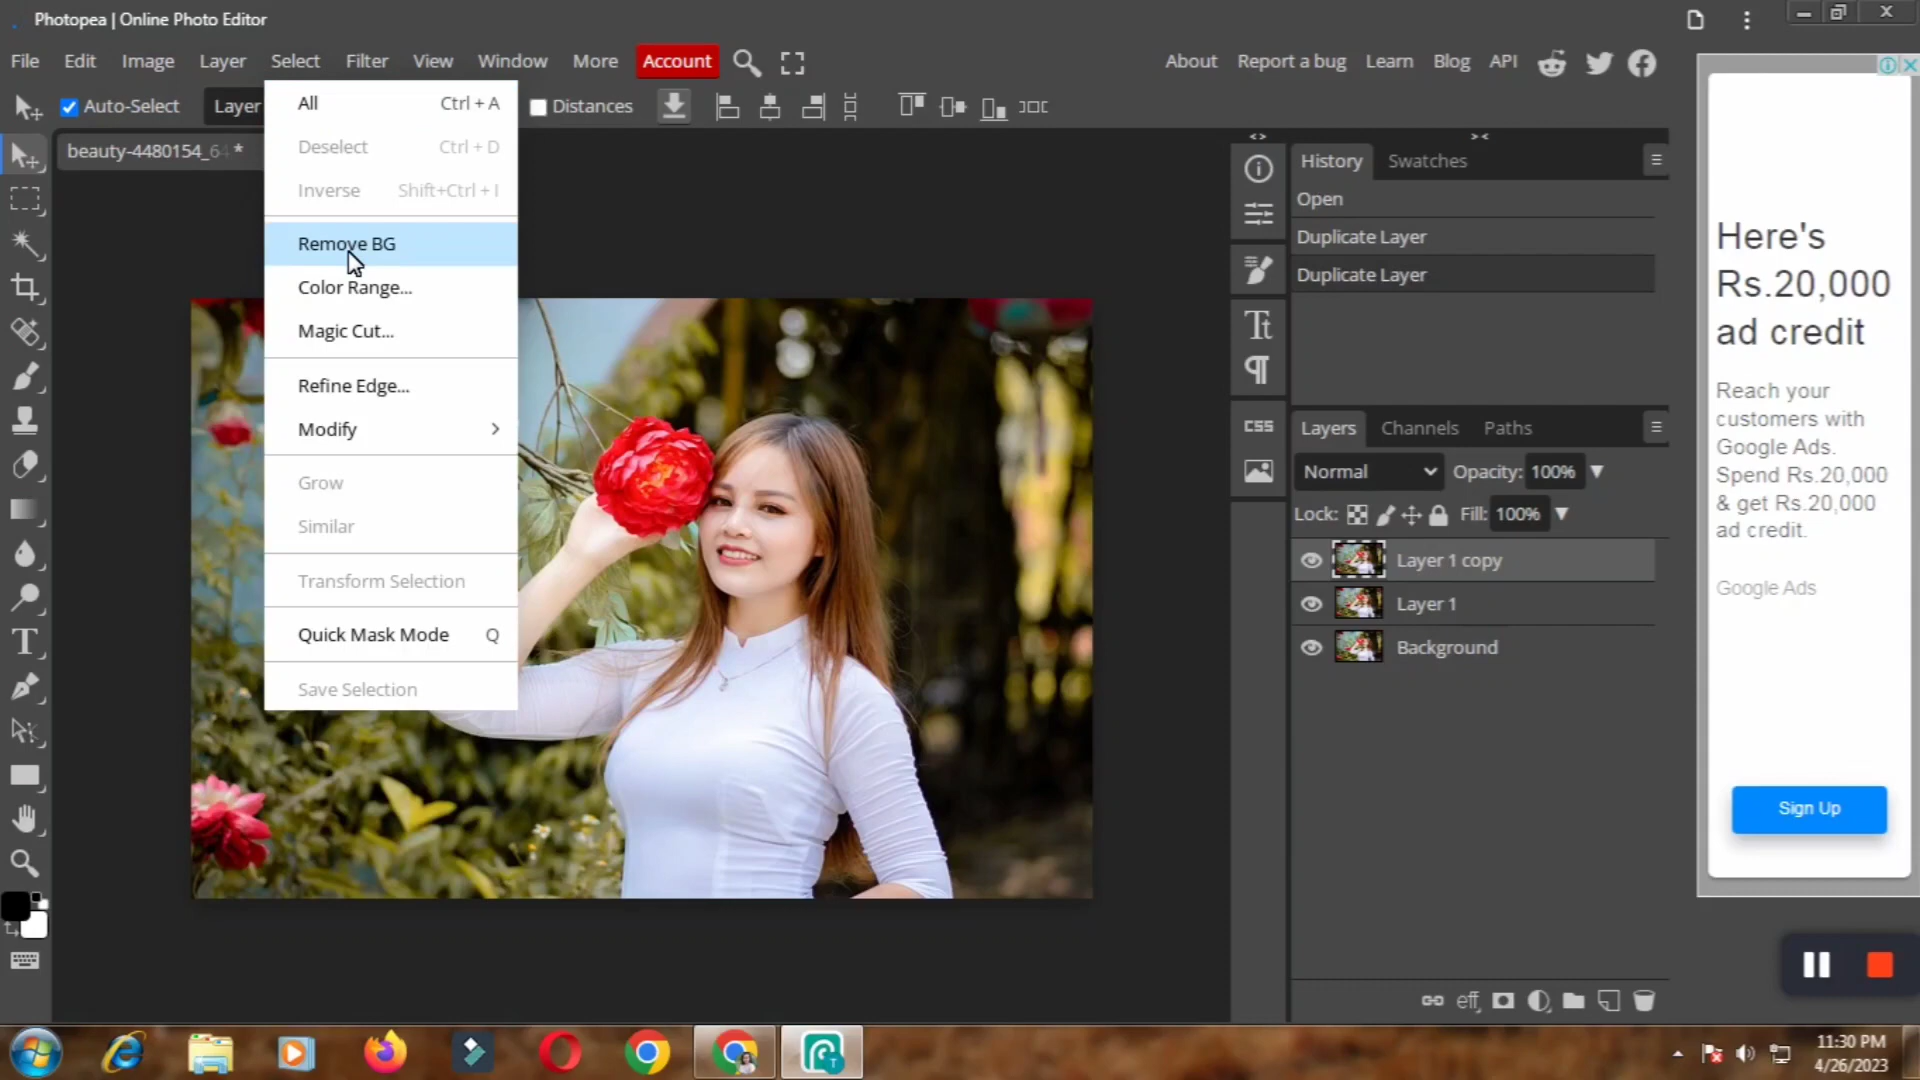 Photopea | Online Photo Editor
File Edit Image Layer Select Filter View Window More Account
About Report a bug Learn Blog API
Auto-Select Layer Distances
beauty-4480154_64 *
All Ctrl + A
Deselect Ctrl + D
Inverse Shift+Ctrl + I
Remove BG
Color Range...
Magic Cut...
Refine Edge...
Modify
Grow
Similar
Transform Selection
Quick Mask Mode Q
Save Selection
History Swatches
Open
Duplicate Layer
Duplicate Layer
CSS
Layers Channels Paths
Normal Opacity: 100%
Lock: Fill: 100%
Layer 1 copy
Layer 1
Background
eff
Here's
Rs.20,000
ad credit
Reach your
customers with
Google Ads.
Spend Rs.20,000
& get Rs.20,000
ad credit.
Google Ads
Sign Up
11:30 PM
4/26/2023